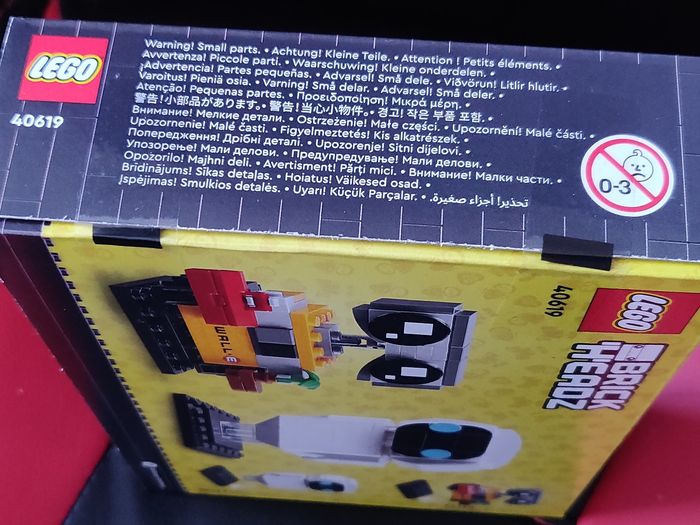 LEGO
40619
Warning! Small parts. • Achtung! Kleine Teile. • Attention ! Petits éléments. •
Avvertenza! Piccole parti. • Waarschuwing! Kleine onderdelen. •
¡Advertencia! Partes pequeñas. • Advarsel! Små dele. • Viðvörun! Litlir hlutir. •
Varoitus! Pieniä osia. • Varning! Små delar. • Advarsel! Små deler. •
Atenção! Pequenas partes. • Προειδοποίηση! Μικρά μέρη. •
警告!小部品があります。• 警告!当心小物件。• 경고! 작은 부품 포함. •
Внимание! Мелкие детали. • Ostrzeżenie! Małe części. • Upozornění! Malé části. •
Upozornenie! Malé časti. • Figyelmeztetés! Kis alkatrészek. •
Попередження! Дрібні деталі. • Upozorenje! Sitni dijelovi. •
Упозорење! Мали делови. • Предупредување! Мали делови. •
Opozorilo! Majhni deli. • Avertisment! Părți mici. • Внимание! Малки части. •
Brīdinājums! Sīkas detaļas. • Hoiatus! Väikesed osad. •
Įspėjimas! Smulkios detalės. • Uyarı! Küçük Parçalar. • تحذير! أجزاء صغيرة. •
0-3
40619
LEGO
BRICK
HEADZ
WALL•E